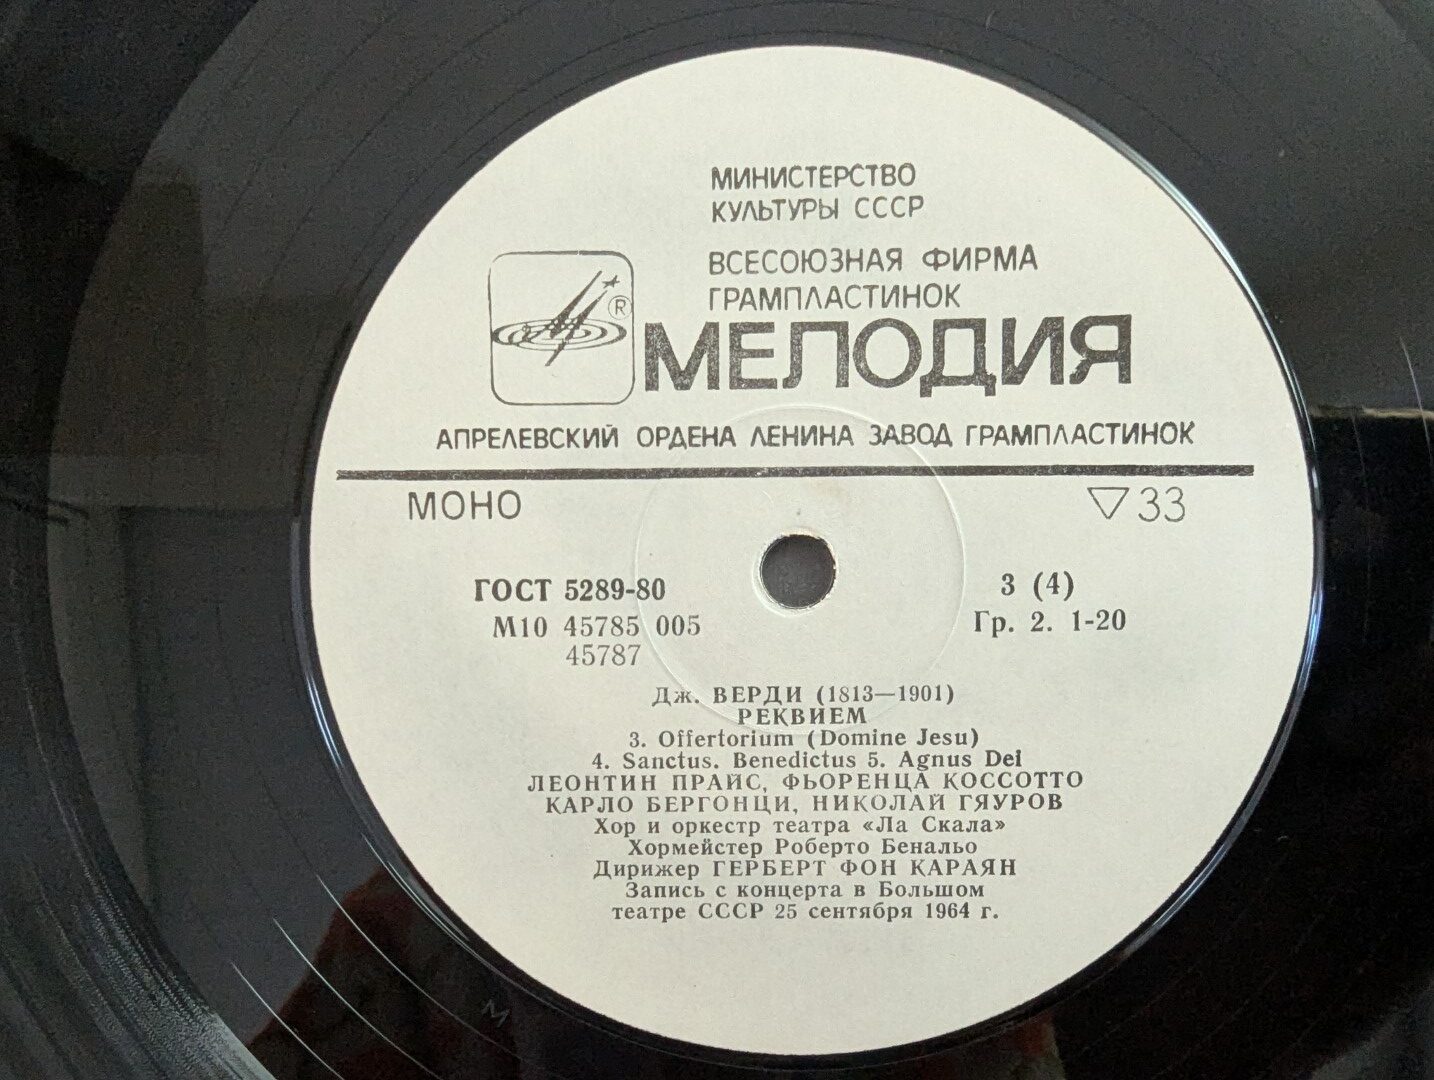 МИНИСТЕРСТВО
КУЛЬТУРЫ СССР
ВСЕСОЮЗНАЯ ФИРМА
ГРАМПЛАСТИНОК
®
МЕЛОДИЯ
АПРЕЛЕВСКИЙ ОРДЕНА ЛЕНИНА ЗАВОД ГРАМПЛАСТИНОК
МОНО ▽33
ГОСТ 5289-80 3 (4)
М10 45785 005 Гр. 2. 1-20
45787
Дж. ВЕРДИ (1813—1901)
РЕКВИЕМ
3. Offertorium (Domine Jesu)
4. Sanctus. Benedictus 5. Agnus Dei
ЛЕОНТИН ПРАЙС, ФЬОРЕНЦА КОССОТТО
КАРЛО БЕРГОНЦИ, НИКОЛАЙ ГЯУРОВ
Хор и оркестр театра «Ла Скала»
Хормейстер Роберто Бенальо
Дирижер ГЕРБЕРТ ФОН КАРАЯН
Запись с концерта в Большом
театре СССР 25 сентября 1964 г.
М